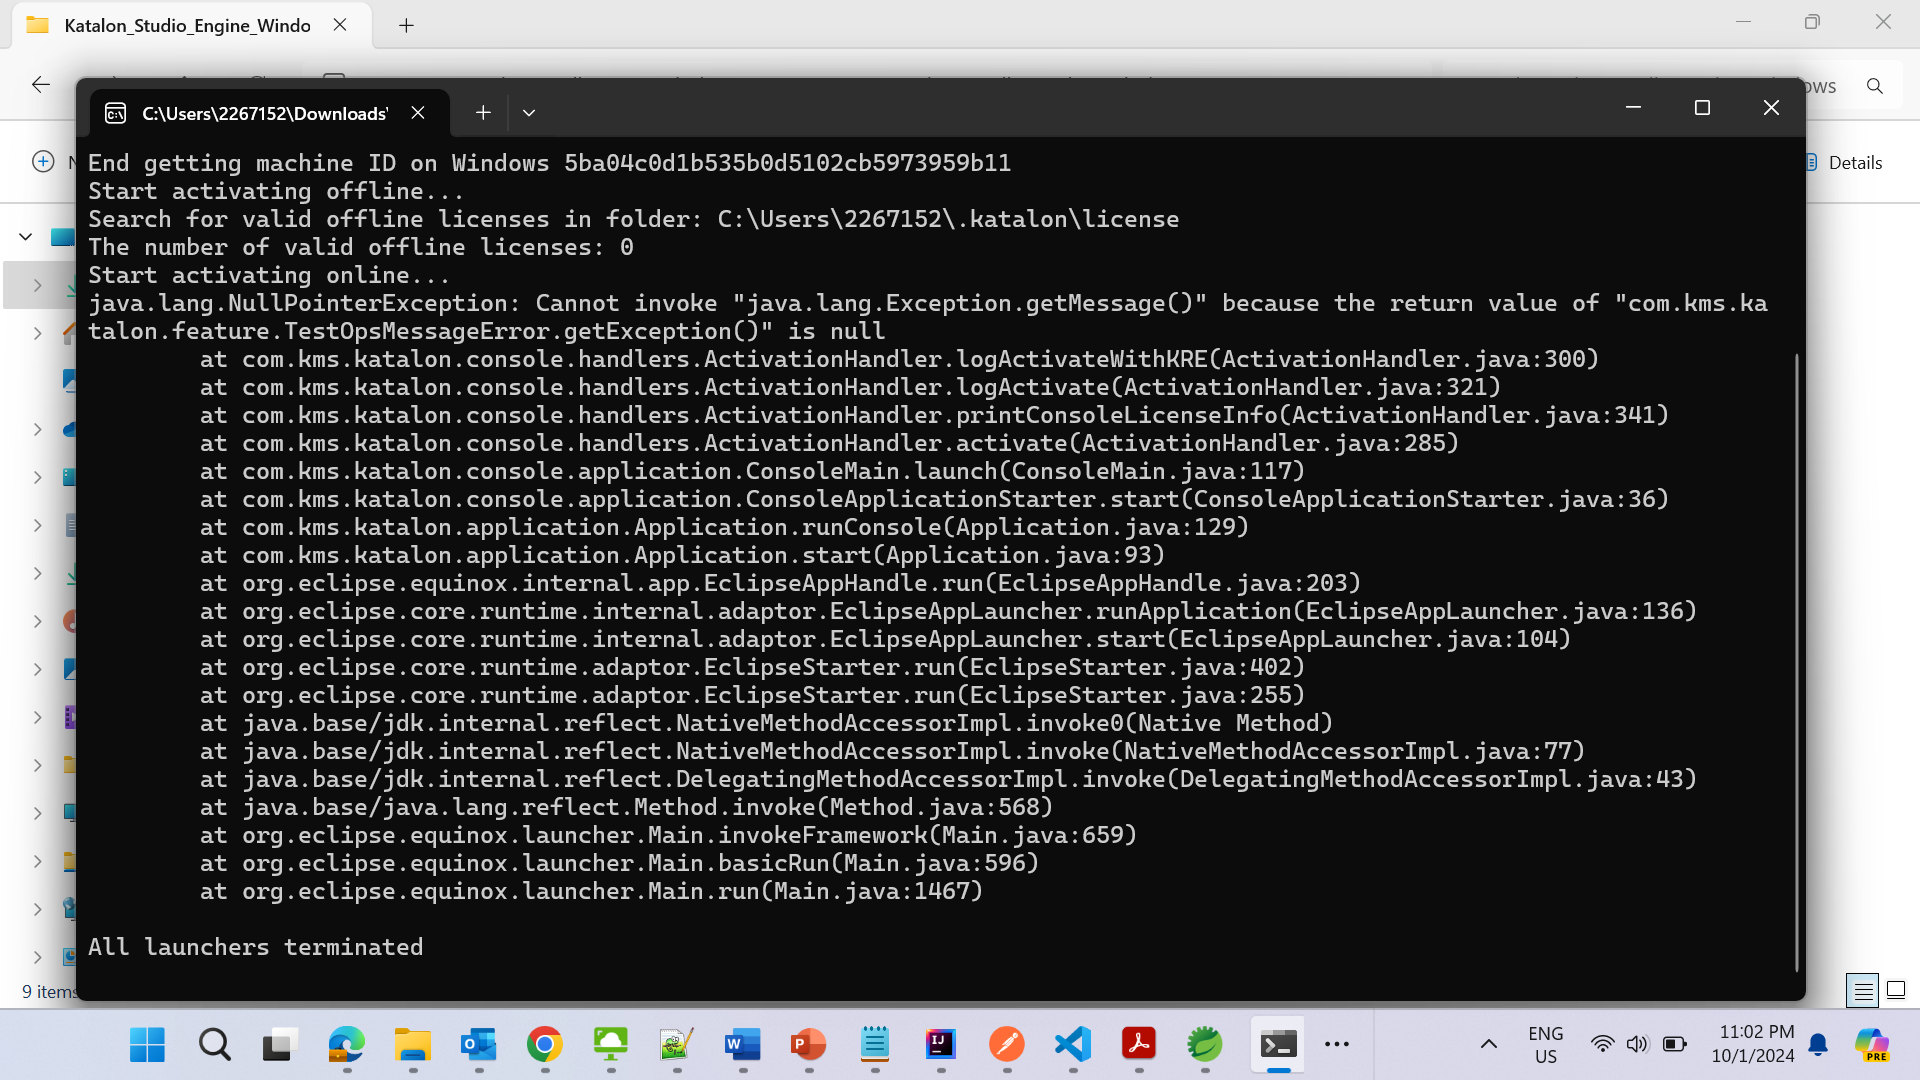 Katalon_Studio_Engine_Windo
ows
C:\Users\2267152\Downloads\
Details
End getting machine ID on Windows 5ba04c0d1b535b0d5102cb5973959b11
Start activating offline...
Search for valid offline licenses in folder: C:\Users\2267152\.katalon\license
The number of valid offline licenses: 0
Start activating online...
java.lang.NullPointerException: Cannot invoke "java.lang.Exception.getMessage()" because the return value of "com.kms.ka
talon.feature.TestOpsMessageError.getException()" is null
at com.kms.katalon.console.handlers.ActivationHandler.logActivateWithKRE(ActivationHandler.java:300)
at com.kms.katalon.console.handlers.ActivationHandler.logActivate(ActivationHandler.java:321)
at com.kms.katalon.console.handlers.ActivationHandler.printConsoleLicenseInfo(ActivationHandler.java:341)
at com.kms.katalon.console.handlers.ActivationHandler.activate(ActivationHandler.java:285)
at com.kms.katalon.console.application.ConsoleMain.launch(ConsoleMain.java:117)
at com.kms.katalon.console.application.ConsoleApplicationStarter.start(ConsoleApplicationStarter.java:36)
at com.kms.katalon.application.Application.runConsole(Application.java:129)
at com.kms.katalon.application.Application.start(Application.java:93)
at org.eclipse.equinox.internal.app.EclipseAppHandle.run(EclipseAppHandle.java:203)
at org.eclipse.core.runtime.internal.adaptor.EclipseAppLauncher.runApplication(EclipseAppLauncher.java:136)
at org.eclipse.core.runtime.internal.adaptor.EclipseAppLauncher.start(EclipseAppLauncher.java:104)
at org.eclipse.core.runtime.adaptor.EclipseStarter.run(EclipseStarter.java:402)
at org.eclipse.core.runtime.adaptor.EclipseStarter.run(EclipseStarter.java:255)
at java.base/jdk.internal.reflect.NativeMethodAccessorImpl.invoke0(Native Method)
at java.base/jdk.internal.reflect.NativeMethodAccessorImpl.invoke(NativeMethodAccessorImpl.java:77)
at java.base/jdk.internal.reflect.DelegatingMethodAccessorImpl.invoke(DelegatingMethodAccessorImpl.java:43)
at java.base/java.lang.reflect.Method.invoke(Method.java:568)
at org.eclipse.equinox.launcher.Main.invokeFramework(Main.java:659)
at org.eclipse.equinox.launcher.Main.basicRun(Main.java:596)
at org.eclipse.equinox.launcher.Main.run(Main.java:1467)
All launchers terminated
9 items
ENG
US
11:02 PM
10/1/2024
PRE